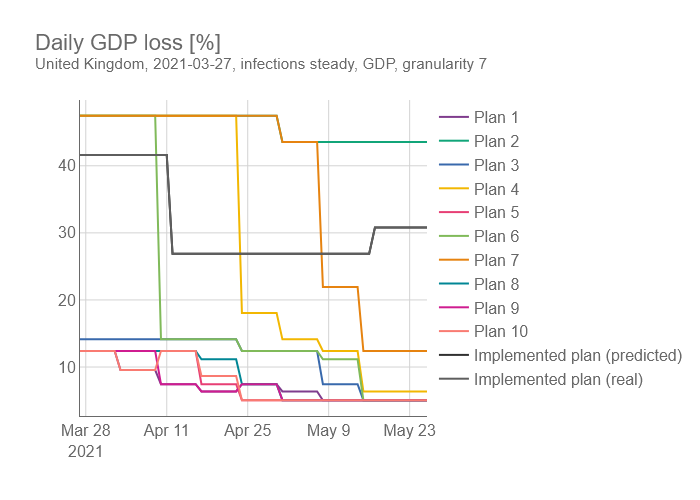 Daily GDP loss [%]
United Kingdom, 2021-03-27, infections steady, GDP, granularity 7
40
30
20
10
Mar 28
2021
Apr 11
Apr 25
May 9
May 23
Plan 1
Plan 2
Plan 3
Plan 4
Plan 5
Plan 6
Plan 7
Plan 8
Plan 9
Plan 10
Implemented plan (predicted)
Implemented plan (real)